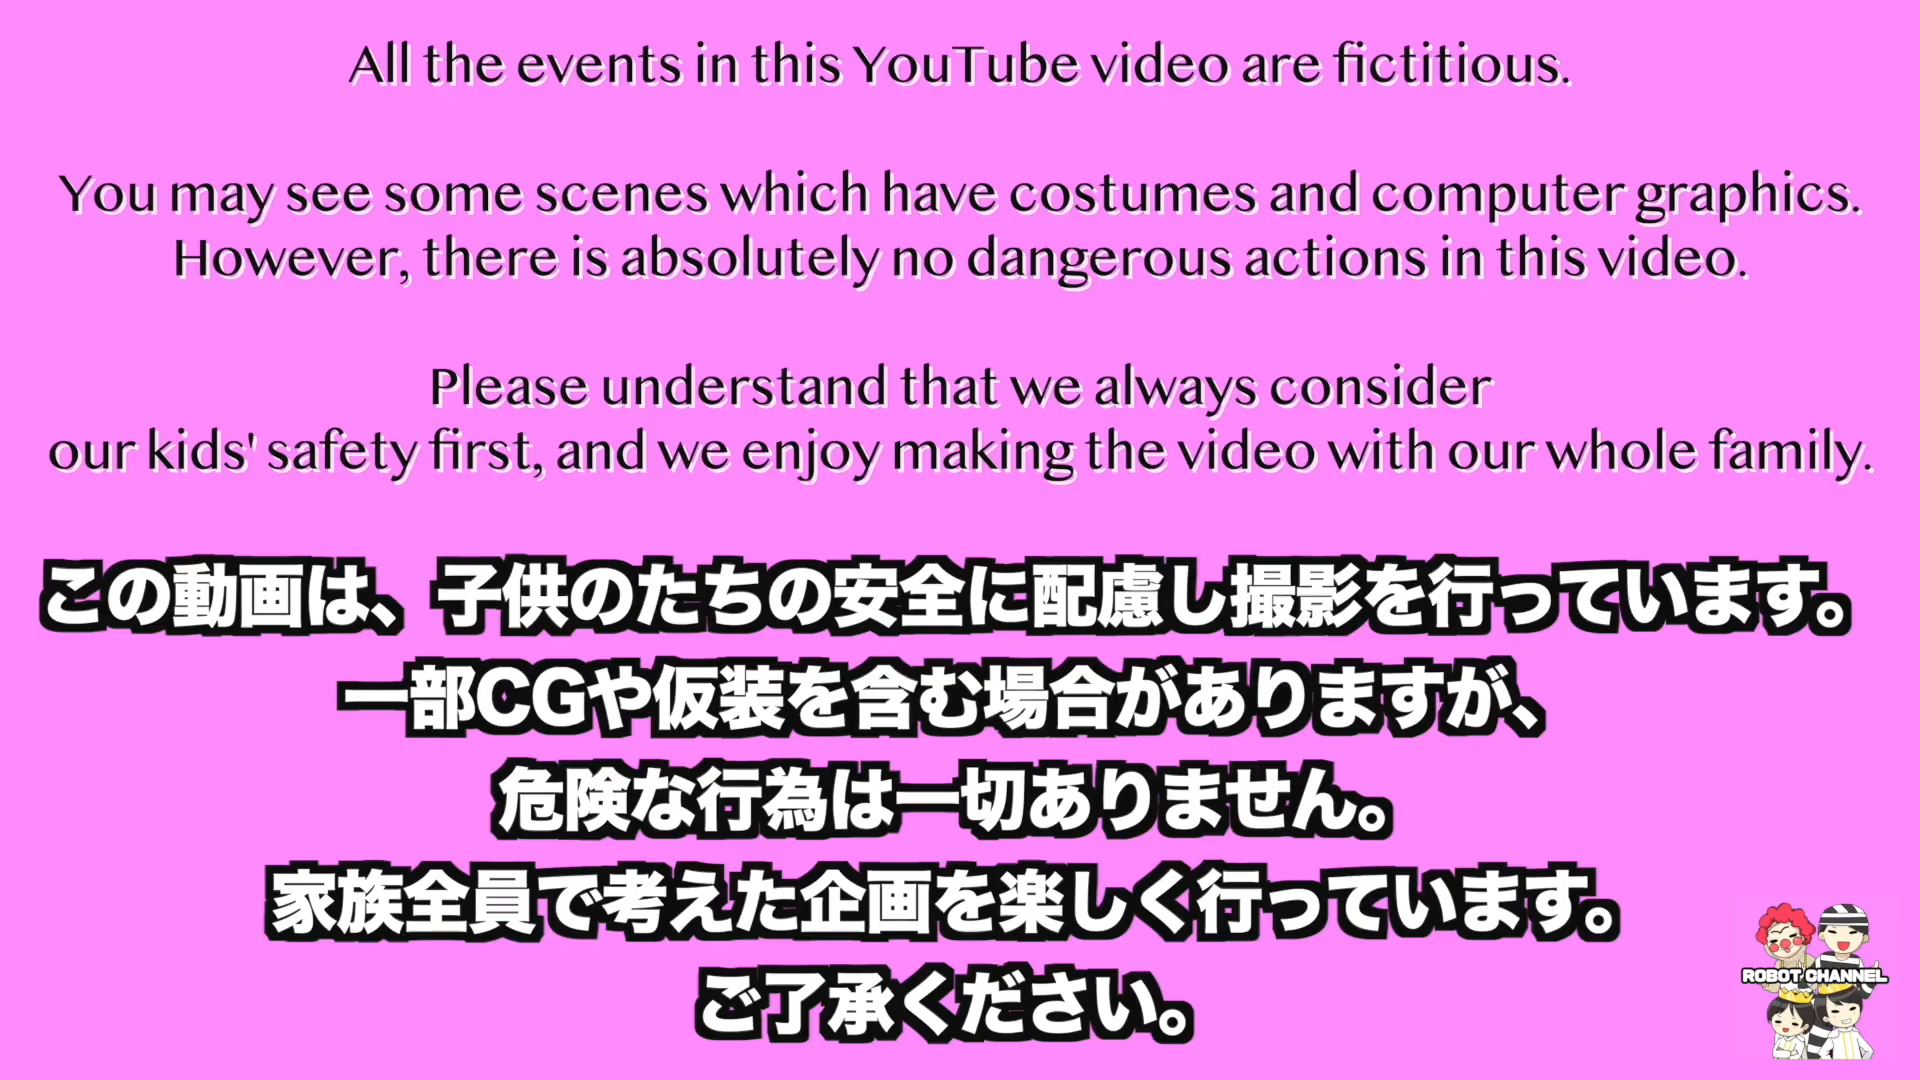 All the events in this YouTube video are fictitious.
You may see some scenes which have costumes and computer graphics.
However, there is absolutely no dangerous actions in this video.
Please understand that we always consider
our kids' safety first, and we enjoy making the video with our whole family.
この動画は、子供のたちの安全に配慮し撮影を行っています。
一部CGや仮装を含む場合がありますが、
危険な行為は一切ありません。
家族全員で考えた企画を楽しく行っています。
ご了承ください。
ROBOT CHANNEL